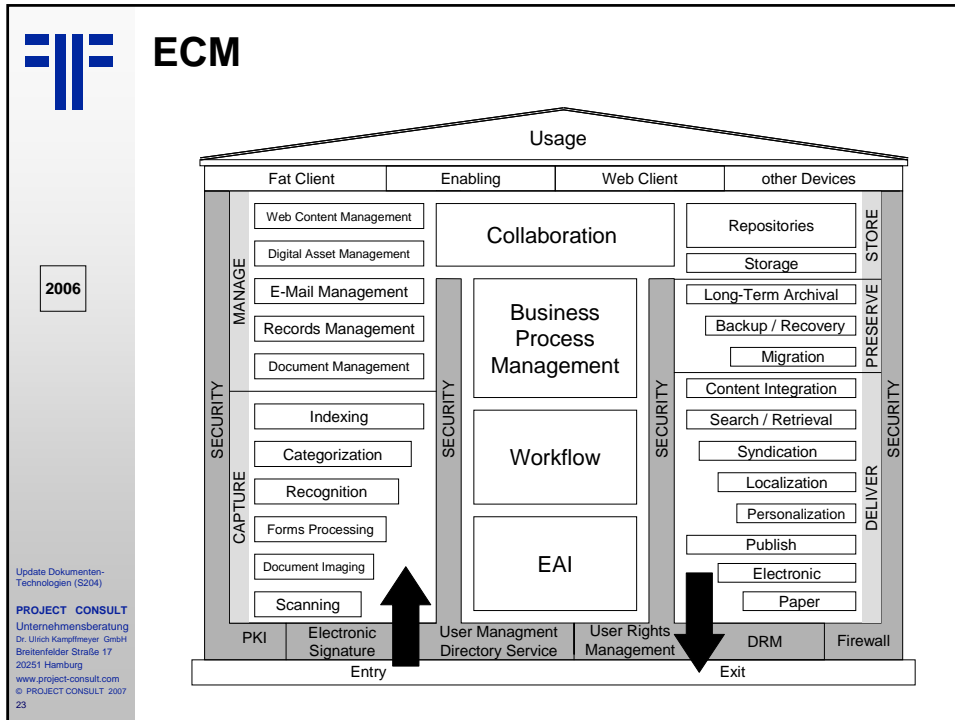 ECM
2006
Usage
Fat Client
Enabling
Web Client
other Devices
SECURITY
MANAGE
Web Content Management
Digital Asset Management
E-Mail Management
Records Management
Document Management
CAPTURE
Indexing
Categorization
Recognition
Forms Processing
Document Imaging
Scanning
SECURITY
Collaboration
Business
Process
Management
Workflow
EAI
SECURITY
Repositories
Storage
STORE
Long-Term Archival
Backup / Recovery
Migration
PRESERVE
Content Integration
Search / Retrieval
Syndication
Localization
Personalization
Publish
Electronic
Paper
DELIVER
SECURITY
PKI
Electronic
Signature
User Managment
Directory Service
User Rights
Management
DRM
Firewall
Entry
Exit
Update Dokumenten-
Technologien (S204)
PROJECT CONSULT
Unternehmensberatung
Dr. Ulrich Kampffmeyer GmbH
Breitenfelder Straße 17
20251 Hamburg
www.project-consult.com
© PROJECT CONSULT 2007
23